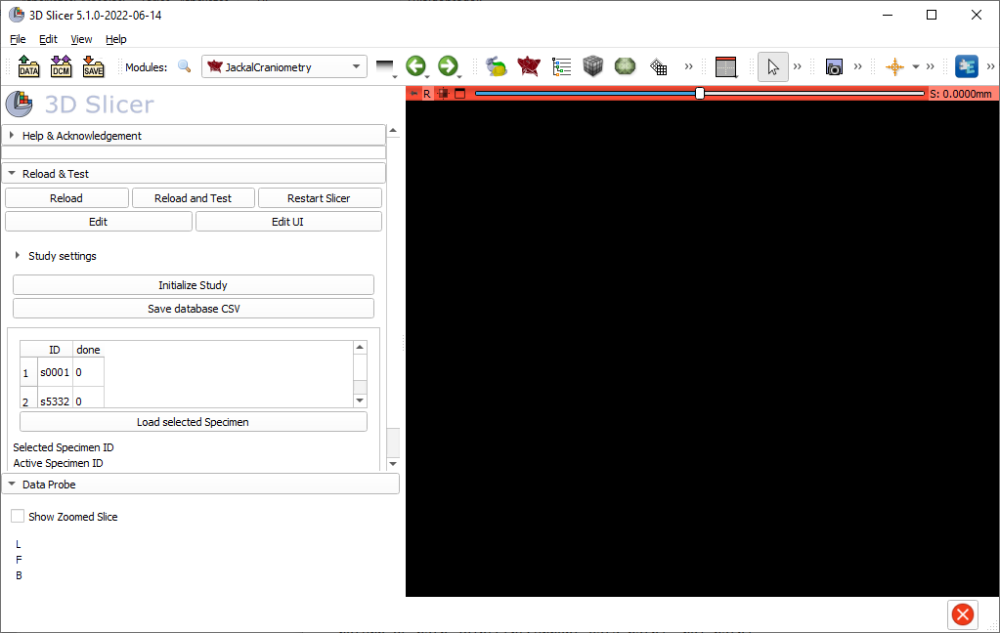 3D Slicer 5.1.0-2022-06-14
File Edit View Help
DATA DCM SAVE Modules: JackalCraniometry
3D Slicer
R S: 0.0000mm
Help & Acknowledgement
Reload & Test
Reload Reload and Test Restart Slicer
Edit Edit UI
Study settings
Initialize Study
Save database CSV
ID done
1 s0001 0
2 s5332 0
Load selected Specimen
Selected Specimen ID
Active Specimen ID
Data Probe
Show Zoomed Slice
L
F
B